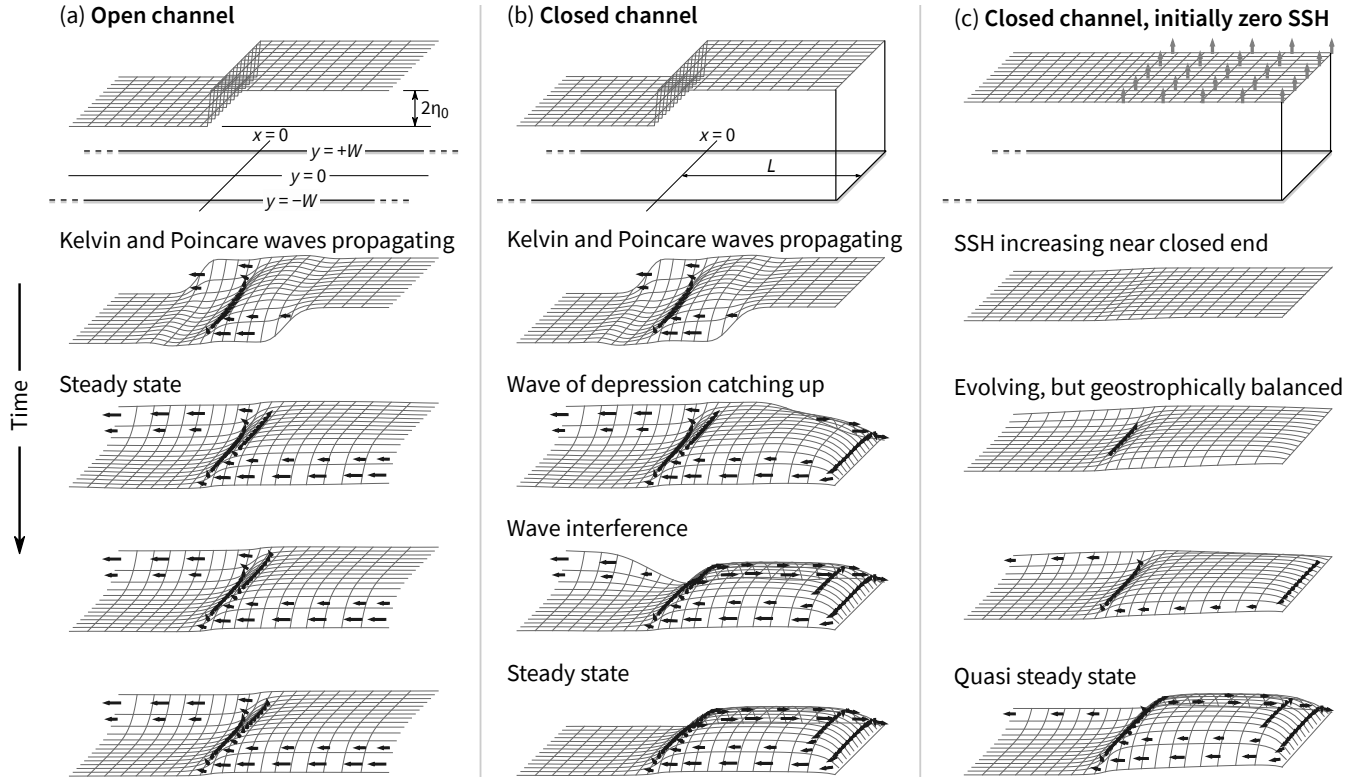 (a) Open channel
2η₀
x = 0
y = +W
y = 0
y = −W
Kelvin and Poincare waves propagating
Steady state
Time
(b) Closed channel
x = 0
L
Kelvin and Poincare waves propagating
Wave of depression catching up
Wave interference
Steady state
(c) Closed channel, initially zero SSH
SSH increasing near closed end
Evolving, but geostrophically balanced
Quasi steady state